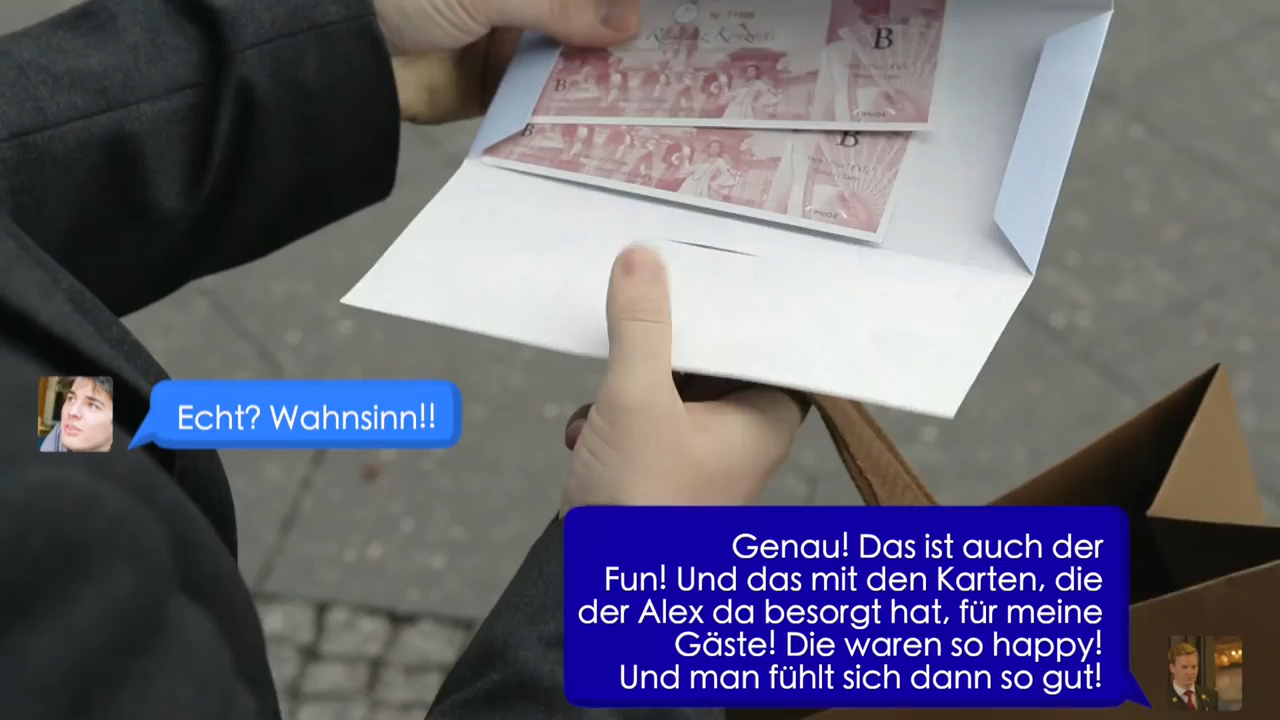 B
B
B
B
Echt? Wahnsinn!!
Genau! Das ist auch der
Fun! Und das mit den Karten, die
der Alex da besorgt hat, für meine
Gäste! Die waren so happy!
Und man fühlt sich dann so gut!